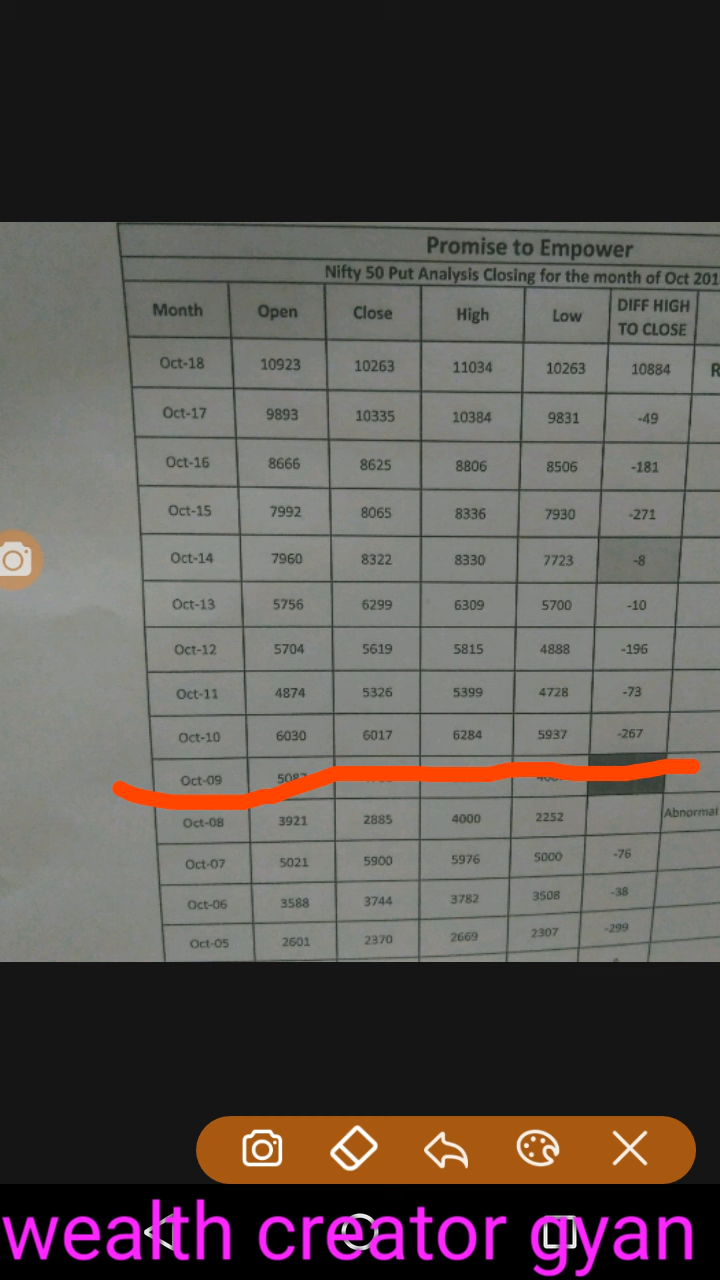 Promise to Empower
Nifty 50 Put Analysis Closing for the month of Oct 201
Month Open Close High Low DIFF HIGH TO CLOSE
Oct-18 10923 10263 11034 10263 10884 R
Oct-17 9893 10335 10384 9831 -49
Oct-16 8666 8625 8806 8506 -181
Oct-15 7992 8065 8336 7930 -271
Oct-14 7960 8322 8330 7723 -8
Oct-13 5756 6299 6309 5700 -10
Oct-12 5704 5619 5815 4888 -196
Oct-11 4874 5326 5399 4728 -73
Oct-10 6030 6017 6284 5937 -267
Oct-09
Oct-08 3921 2885 4000 2252 Abnormal
Oct-07 5021 5900 5976 5000 -76
Oct-06 3588 3744 3782 3508 -38
Oct-05 2601 2370 2669 2307 -299
wealth creator gyan